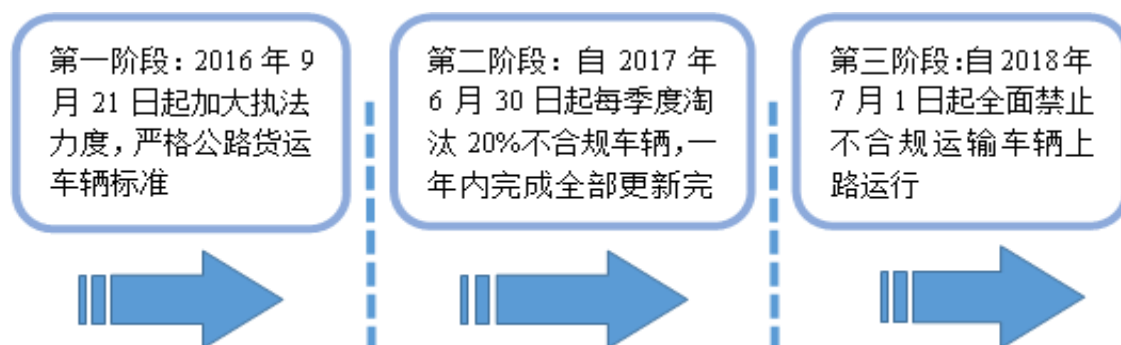 第一阶段：2016 年 9
月 21 日起加大执法
力度，严格公路货运
车辆标准
第二阶段：自 2017 年
6 月 30 日起每季度淘
汰 20%不合规车辆，一
年内完成全部更新完
第三阶段：自 2018 年
7 月 1 日起全面禁止
不合规运输车辆上
路运行